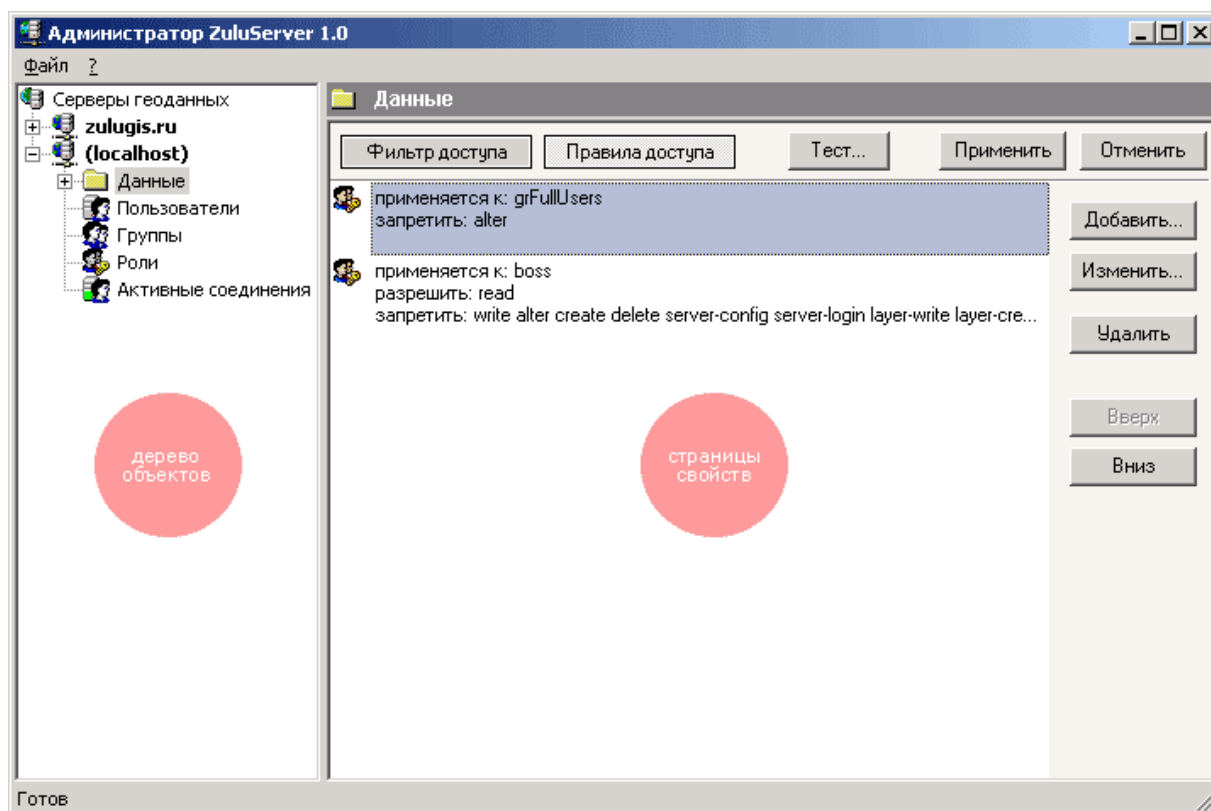 Администратор ZuluServer 1.0
Файл ?
Серверы геоданных
zulugis.ru
(localhost)
Данные
Пользователи
Группы
Роли
Активные соединения
дерево
объектов
Данные
Фильтр доступа
Правила доступа
Тест...
Применить
Отменить
применяется к: grFullUsers
запретить: alter
применяется к: boss
разрешить: read
запретить: write alter create delete server-config server-login layer-write layer-cre...
страницы
свойств
Добавить...
Изменить...
Удалить
Вверх
Вниз
Готов